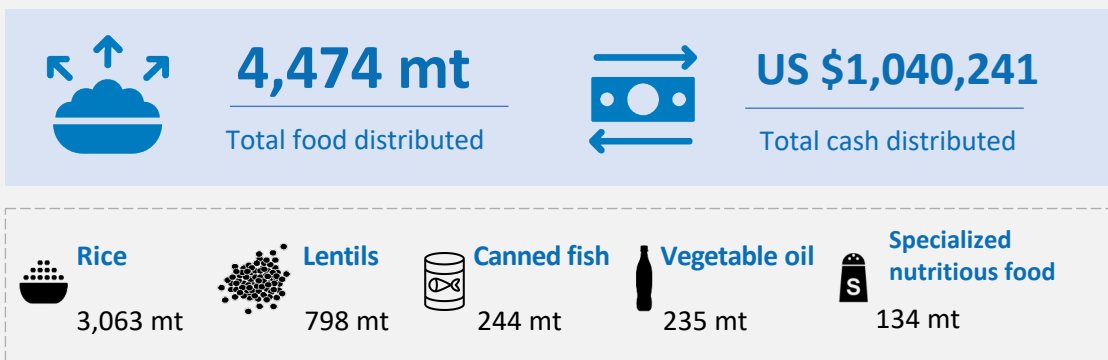 4,474 mt
Total food distributed
US $1,040,241
Total cash distributed
Rice
3,063 mt
Lentils
798 mt
Canned fish
244 mt
Vegetable oil
235 mt
Specialized
nutritious food
S
134 mt